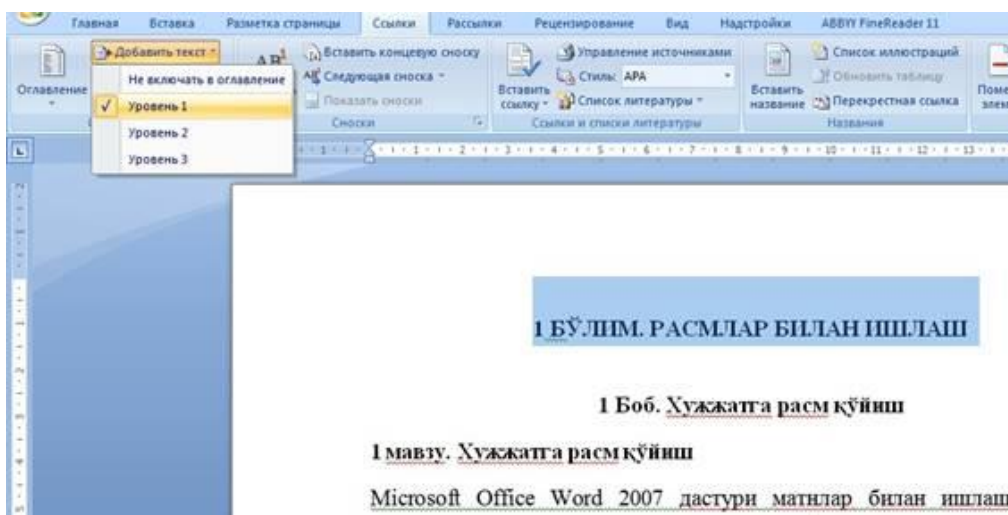 Главная Вставка Разметка страницы Ссылки Рассылки Рецензирование Вид Надстройки ABBYY FineReader 11
Оглавление
Добавить текст
Не включать в оглавление
Уровень 1
Уровень 2
Уровень 3
AB1
Вставить концевую сноску
Следующая сноска
Показать сноски
Сноски
Вставить ссылку
Управление источниками
Стиль: APA
Список литературы
Ссылки и списки литературы
Вставить название
Список иллюстраций
Обновить таблицу
Перекрестная ссылка
Названия
1 БЎЛИМ. РАСМЛАР БИЛАН ИШЛАШ
1 Боб. Хужжатга расм қўйиш
1 мавзу. Хужжатга расм қўйиш
Microsoft Office Word 2007 дастури матнлар билан ишлаш